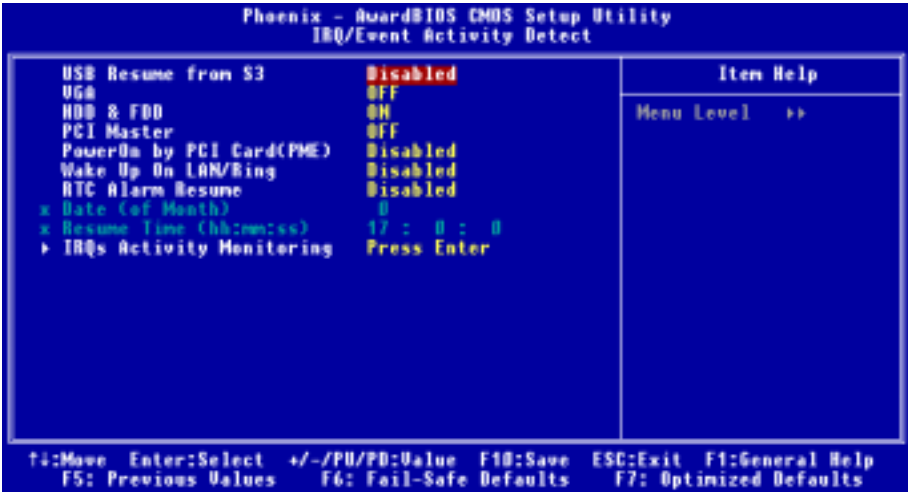 Phoenix - AwardBIOS CMOS Setup Utility
IRQ/Event Activity Detect
USB Resume from S3 Disabled
VGA OFF
HDD & FDD ON
PCI Master OFF
PowerOn by PCI Card(PME) Disabled
Wake Up On LAN/Ring Disabled
RTC Alarm Resume Disabled
x Date (of Month) 0
x Resume Time (hh:mm:ss) 17 : 0 : 0
▸ IRQs Activity Monitoring Press Enter
Item Help
Menu Level ▸▸
↑↓:Move Enter:Select +/-/PU/PD:Value F10:Save ESC:Exit F1:General Help
F5: Previous Values F6: Fail-Safe Defaults F7: Optimized Defaults